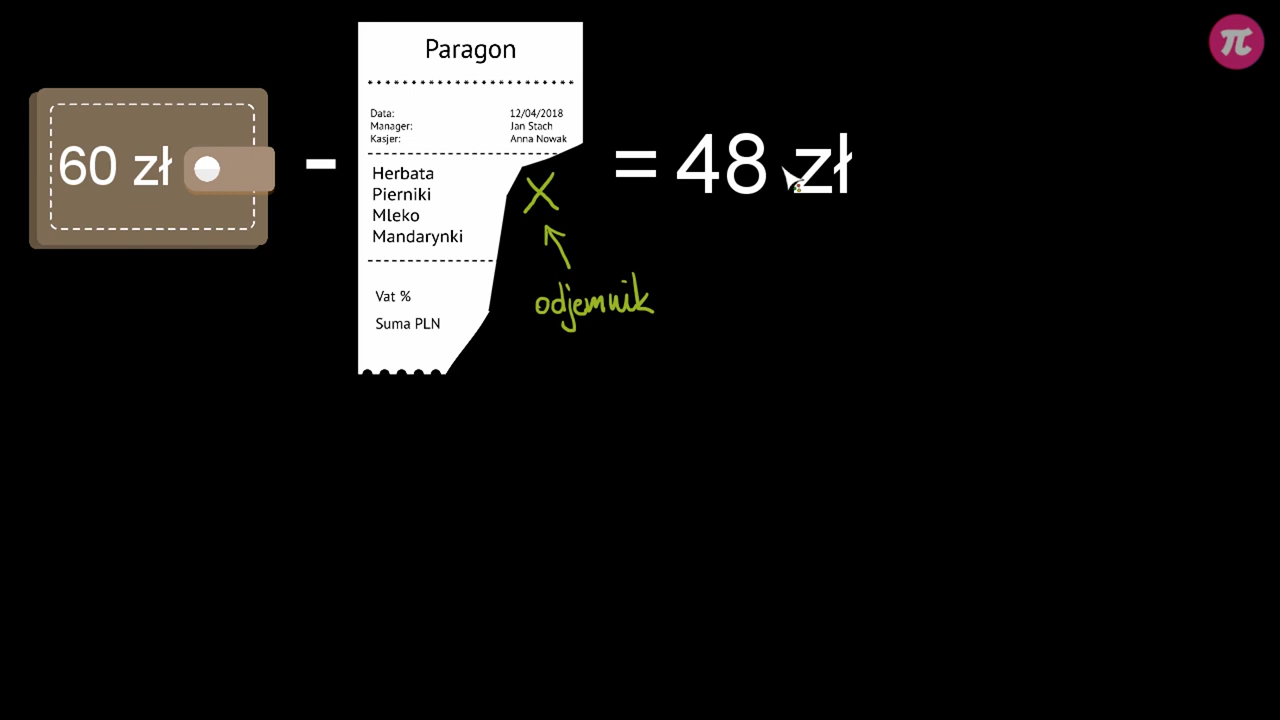 60 zł
-
Paragon
Data: 12/04/2018
Manager: Jan Stach
Kasjer: Anna Nowak
Herbata
Pierniki
Mleko
Mandarynki
Vat %
Suma PLN
X
odjemnik
= 48 zł
π